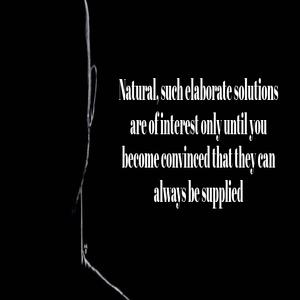 Natural, such elaborate solutions
are of interest only until you
become convinced that they can
always be supplied